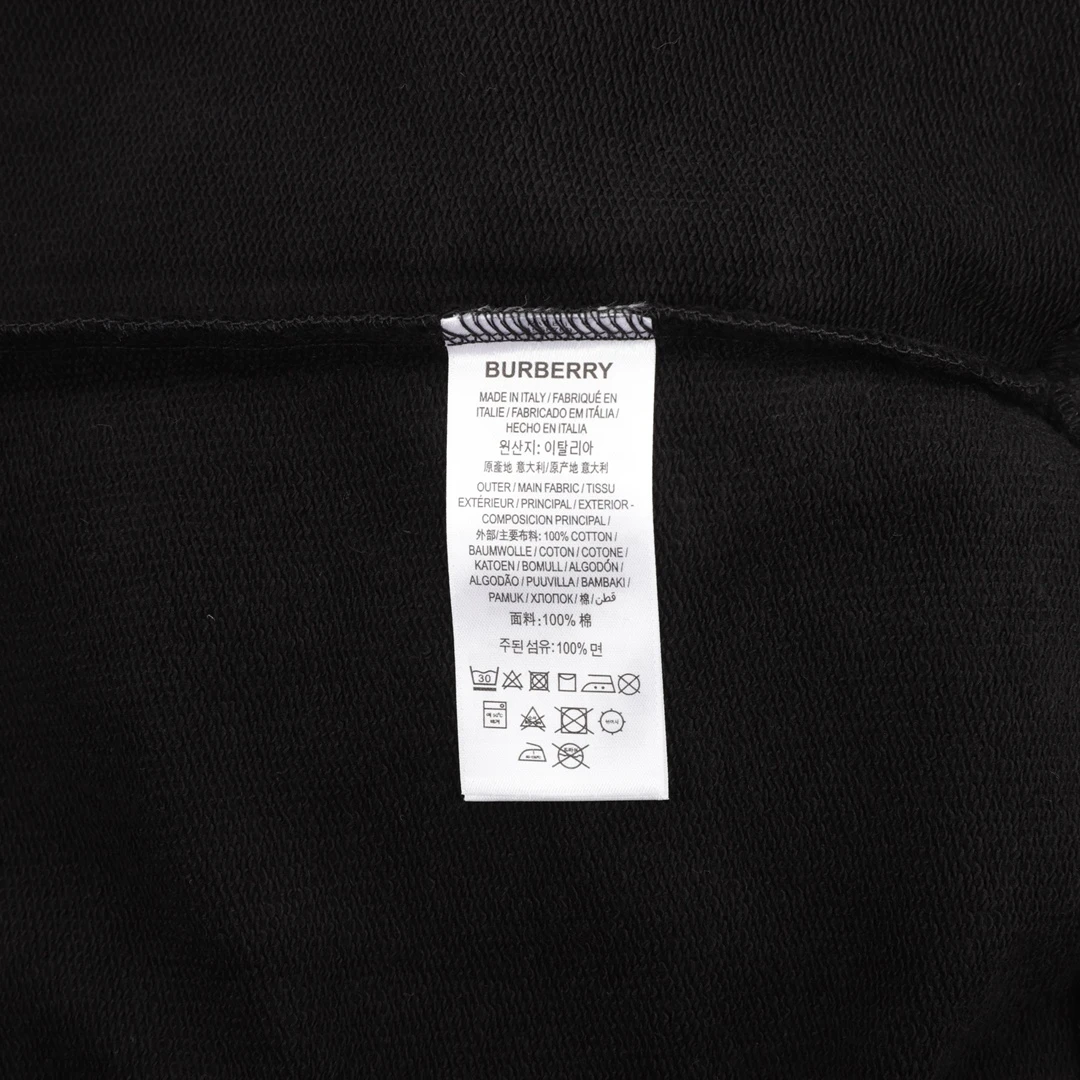 BURBERRY
MADE IN ITALY / FABRIQUÉ EN
ITALIE / FABRICADO EM ITÁLIA /
HECHO EN ITALIA
원산지: 이탈리아
原產地 意大利/原产地 意大利
OUTER / MAIN FABRIC / TISSU
EXTÉRIEUR / PRINCIPAL / EXTERIOR -
COMPOSICION PRINCIPAL /
外部/主要布料: 100% COTTON /
BAUMWOLLE / COTON / COTONE /
KATOEN / BOMULL / ALGODÓN /
ALGODÃO / PUUVILLA / BAMBAKI /
PAMUK / ХЛОПОК / 棉 / قطن
面料:100% 棉
주된 섬유:100% 면
30